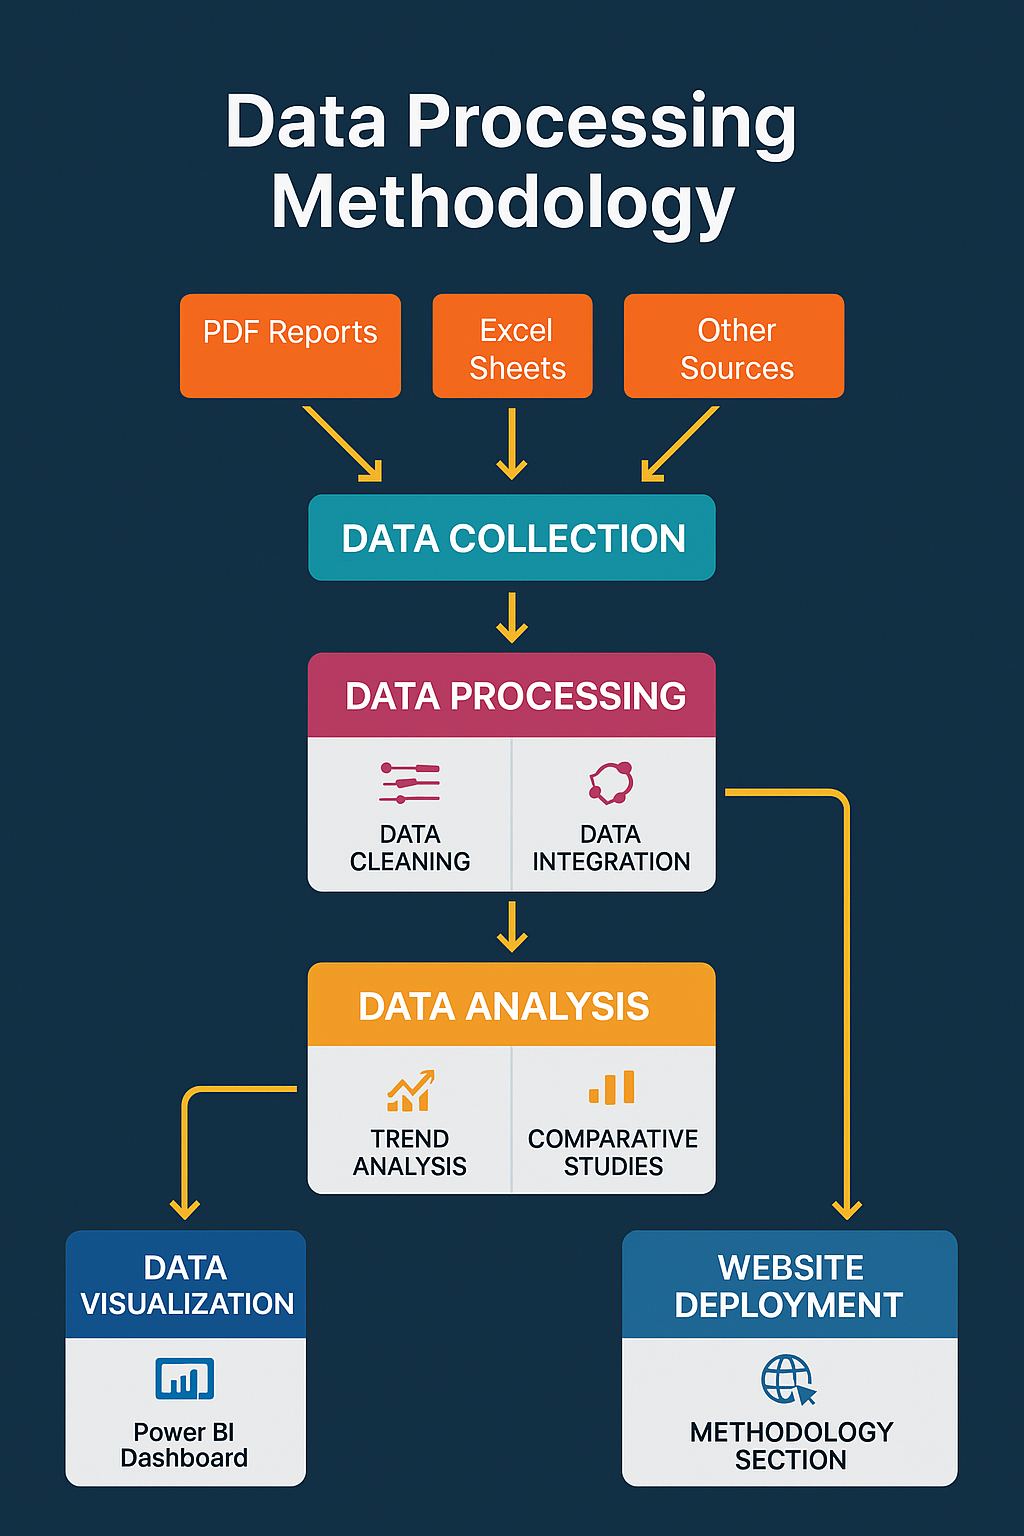 Data Processing
Methodology
PDF Reports
Excel
Sheets
Other
Sources
DATA COLLECTION
DATA PROCESSING
DATA
CLEANING
DATA
INTEGRATION
DATA ANALYSIS
TREND
ANALYSIS
COMPARATIVE
STUDIES
DATA
VISUALIZATION
Power BI
Dashboard
WEBSITE
DEPLOYMENT
METHODOLOGY
SECTION